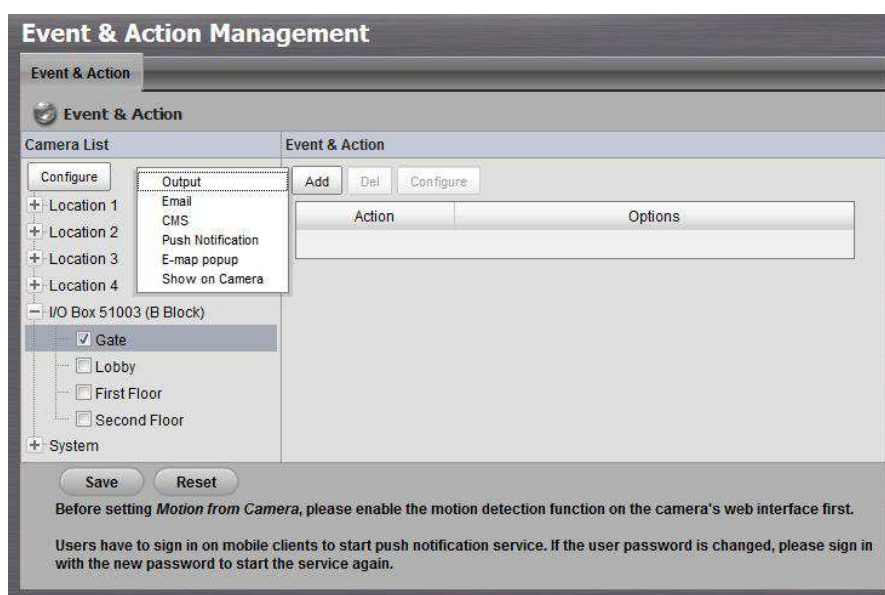 Event & Action Management
Event & Action
Event & Action
Camera List
Event & Action
Configure
Output
Email
CMS
Push Notification
E-map popup
Show on Camera
Add
Del
Configure
Action
Options
Location 1
Location 2
Location 3
Location 4
I/O Box 51003 (B Block)
Gate
Lobby
First Floor
Second Floor
System
Save
Reset
Before setting Motion from Camera, please enable the motion detection function on the camera's web interface first.
Users have to sign in on mobile clients to start push notification service. If the user password is changed, please sign in
with the new password to start the service again.